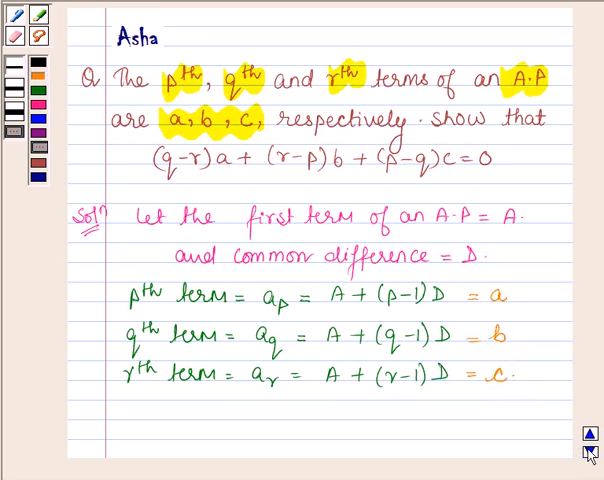 Asha
Q The pth, qth and rth terms of an A.P
are a, b, c, respectively. show that
(q-r)a + (r-p)b + (p-q)c = 0
Solⁿ Let the first term of an A.P = A.
and common difference = D.
pth term = ap = A + (p-1) D = a
qth term = aq = A + (q-1) D = b
rth term = ar = A + (r-1) D = c.